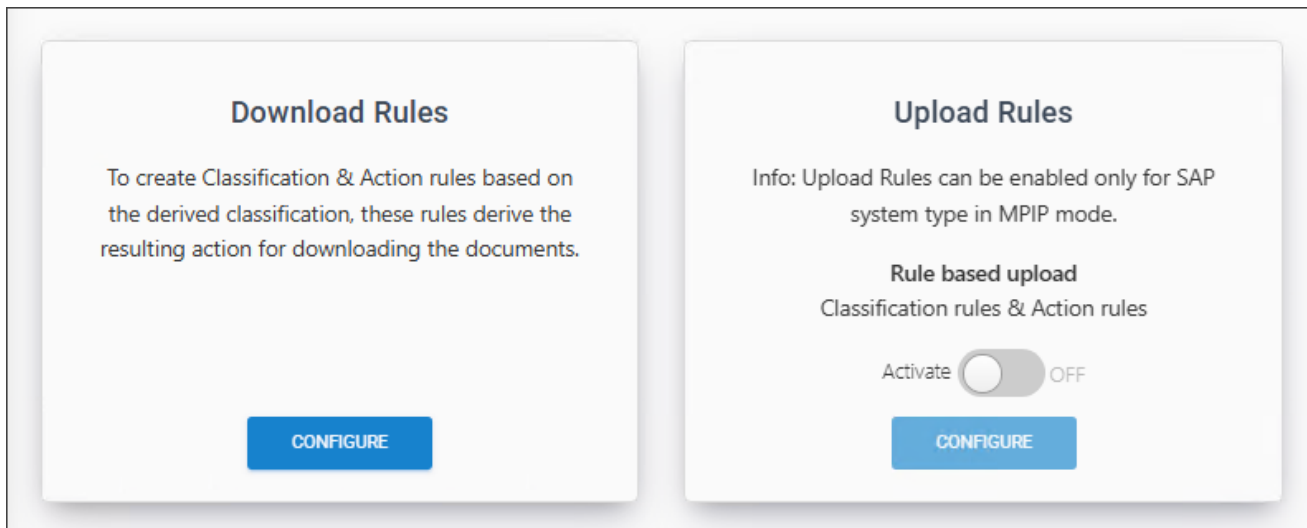 Download Rules
To create Classification & Action rules based on
the derived classification, these rules derive the
resulting action for downloading the documents.
CONFIGURE
Upload Rules
Info: Upload Rules can be enabled only for SAP
system type in MPIP mode.
Rule based upload
Classification rules & Action rules
Activate OFF
CONFIGURE